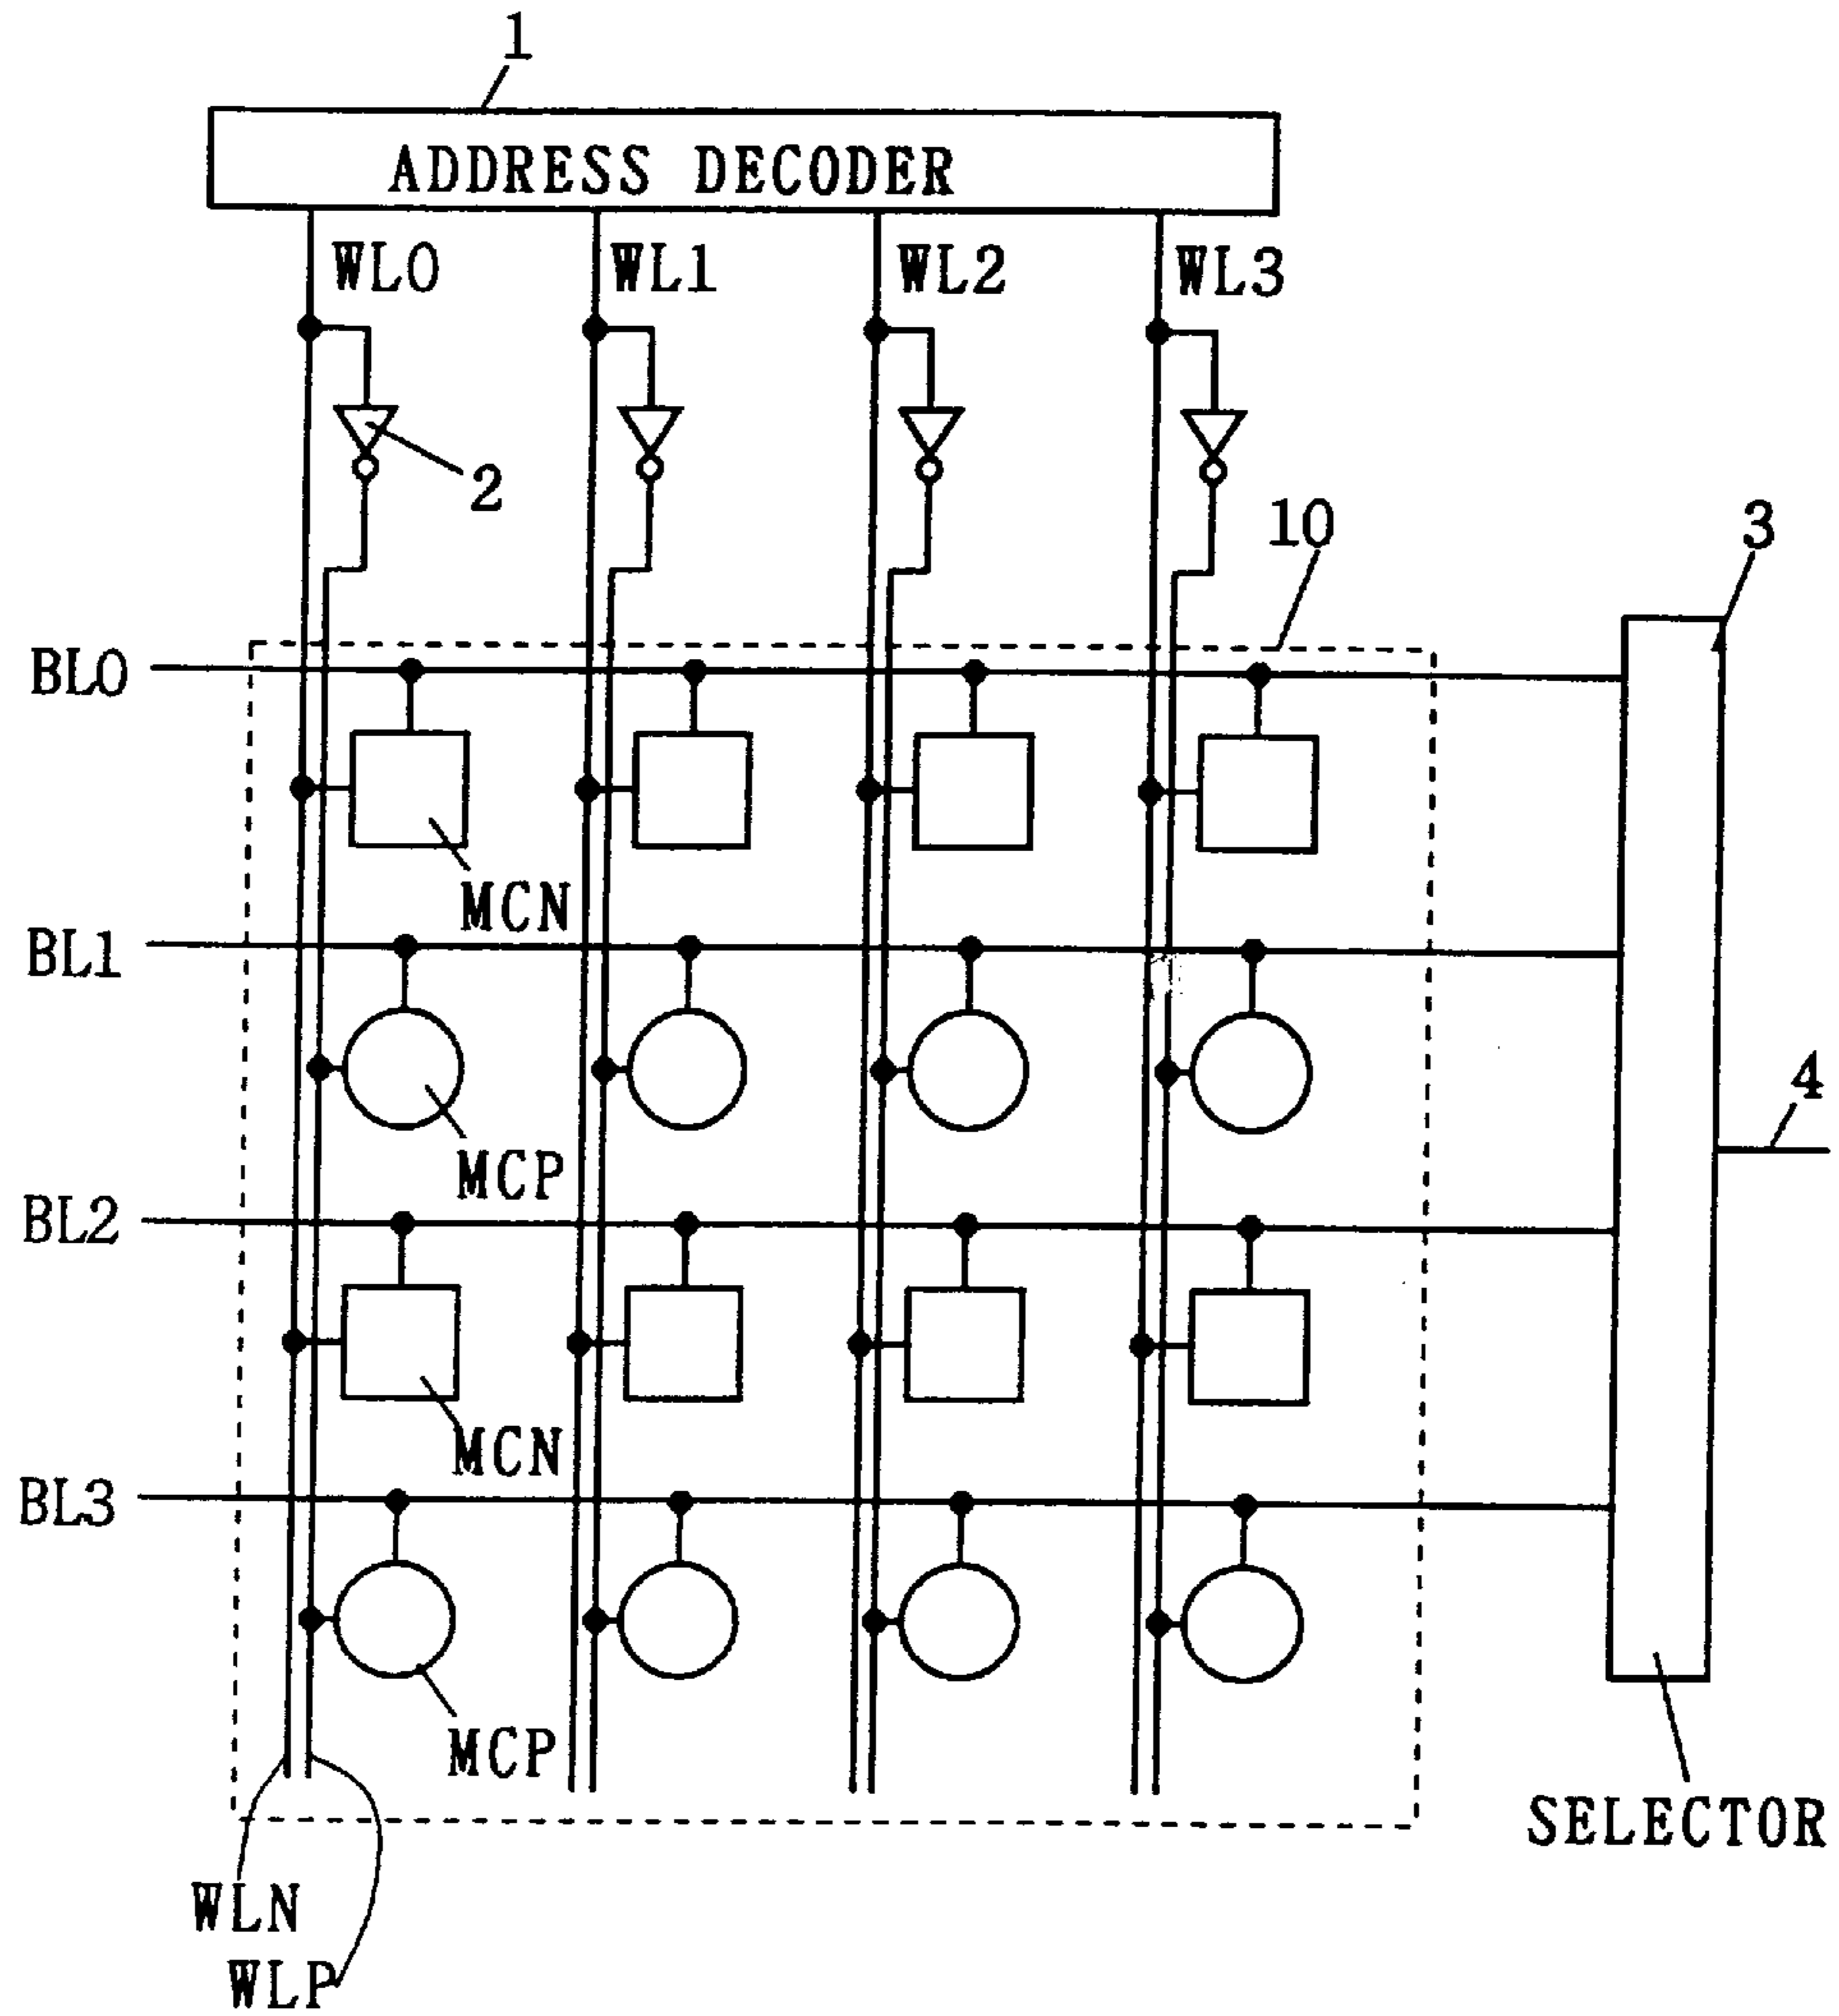 1
ADDRESS DECODER
WL0 WL1 WL2 WL3
2
10
3
BL0
MCN
BL1
4
MCP
BL2
MCN
BL3
MCP
SELECTOR
WLN
WLP